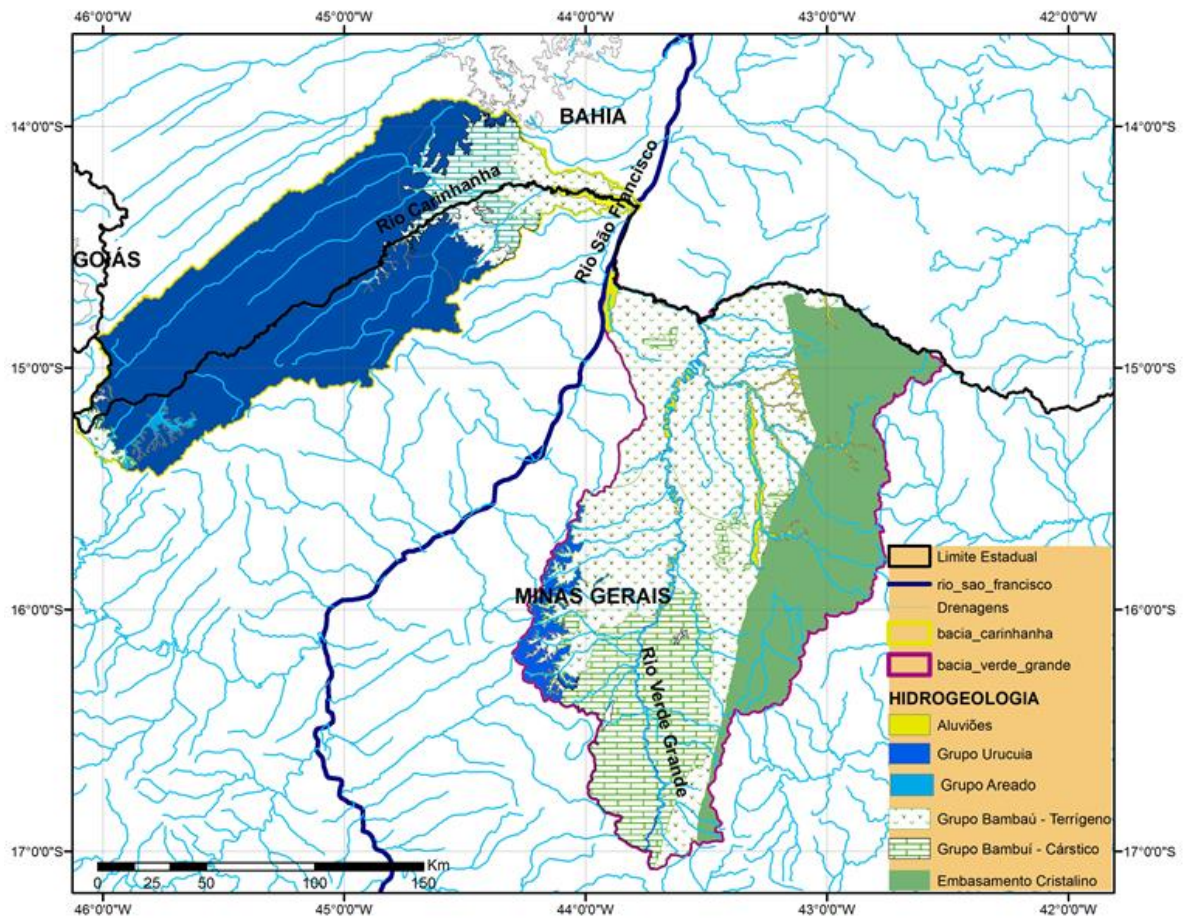 46°0'0"W 45°0'0"W 44°0'0"W 43°0'0"W 42°0'0"W
14°0'0"S 14°0'0"S
BAHIA
Rio Carinhanha
Rio São Francisco
GOIÁS
15°0'0"S 15°0'0"S
MINAS GERAIS
16°0'0"S 16°0'0"S
Rio Verde Grande
Limite Estadual
rio_sao_francisco
Drenagens
bacia_carinhanha
bacia_verde_grande
HIDROGEOLOGIA
Aluviões
Grupo Urucuia
Grupo Areado
Grupo Bambaú - Terrígeno
Grupo Bambuí - Cárstico
Embasamento Cristalino
17°0'0"S 17°0'0"S
Km
0 25 50 100 150
46°0'0"W 45°0'0"W 44°0'0"W 43°0'0"W 42°0'0"W